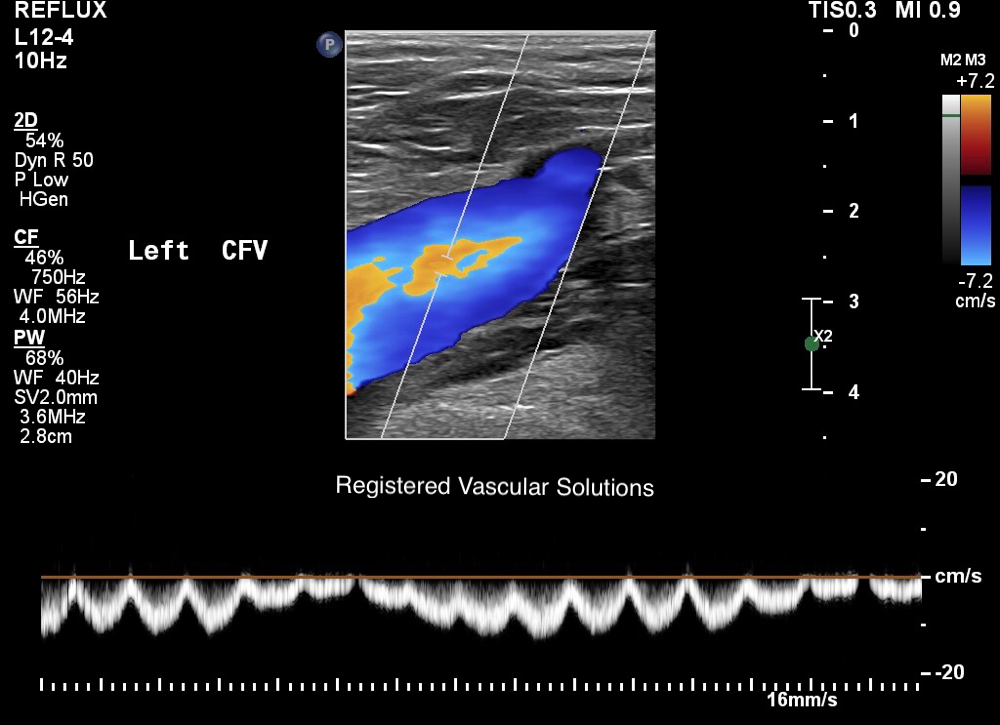 REFLUX
TIS0.3 MI 0.9
L12-4
10Hz
P
0
M2 M3
+7.2
2D
54%
Dyn R 50
P Low
HGen
1
2
CF
46%
750Hz
WF 56Hz
4.0MHz
Left CFV
-7.2
cm/s
3
X2
PW
68%
WF 40Hz
SV2.0mm
3.6MHz
2.8cm
4
Registered Vascular Solutions
20
cm/s
-20
16mm/s